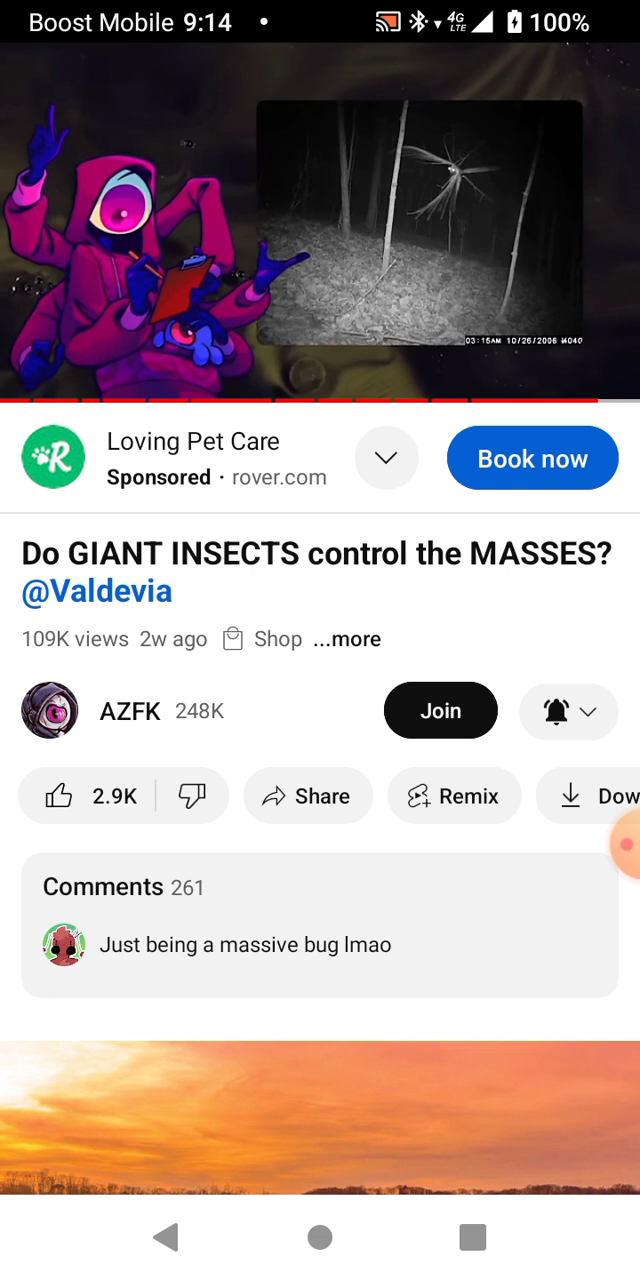 Boost Mobile 9:14 • 4G LTE 100%
03:15AM 10/26/2006
R
Loving Pet Care
Sponsored · rover.com
Book now
Do GIANT INSECTS control the MASSES?
@Valdevia
109K views 2w ago Shop ...more
AZFK 248K
Join
2.9K Share Remix Dow
Comments 261
Just being a massive bug lmao